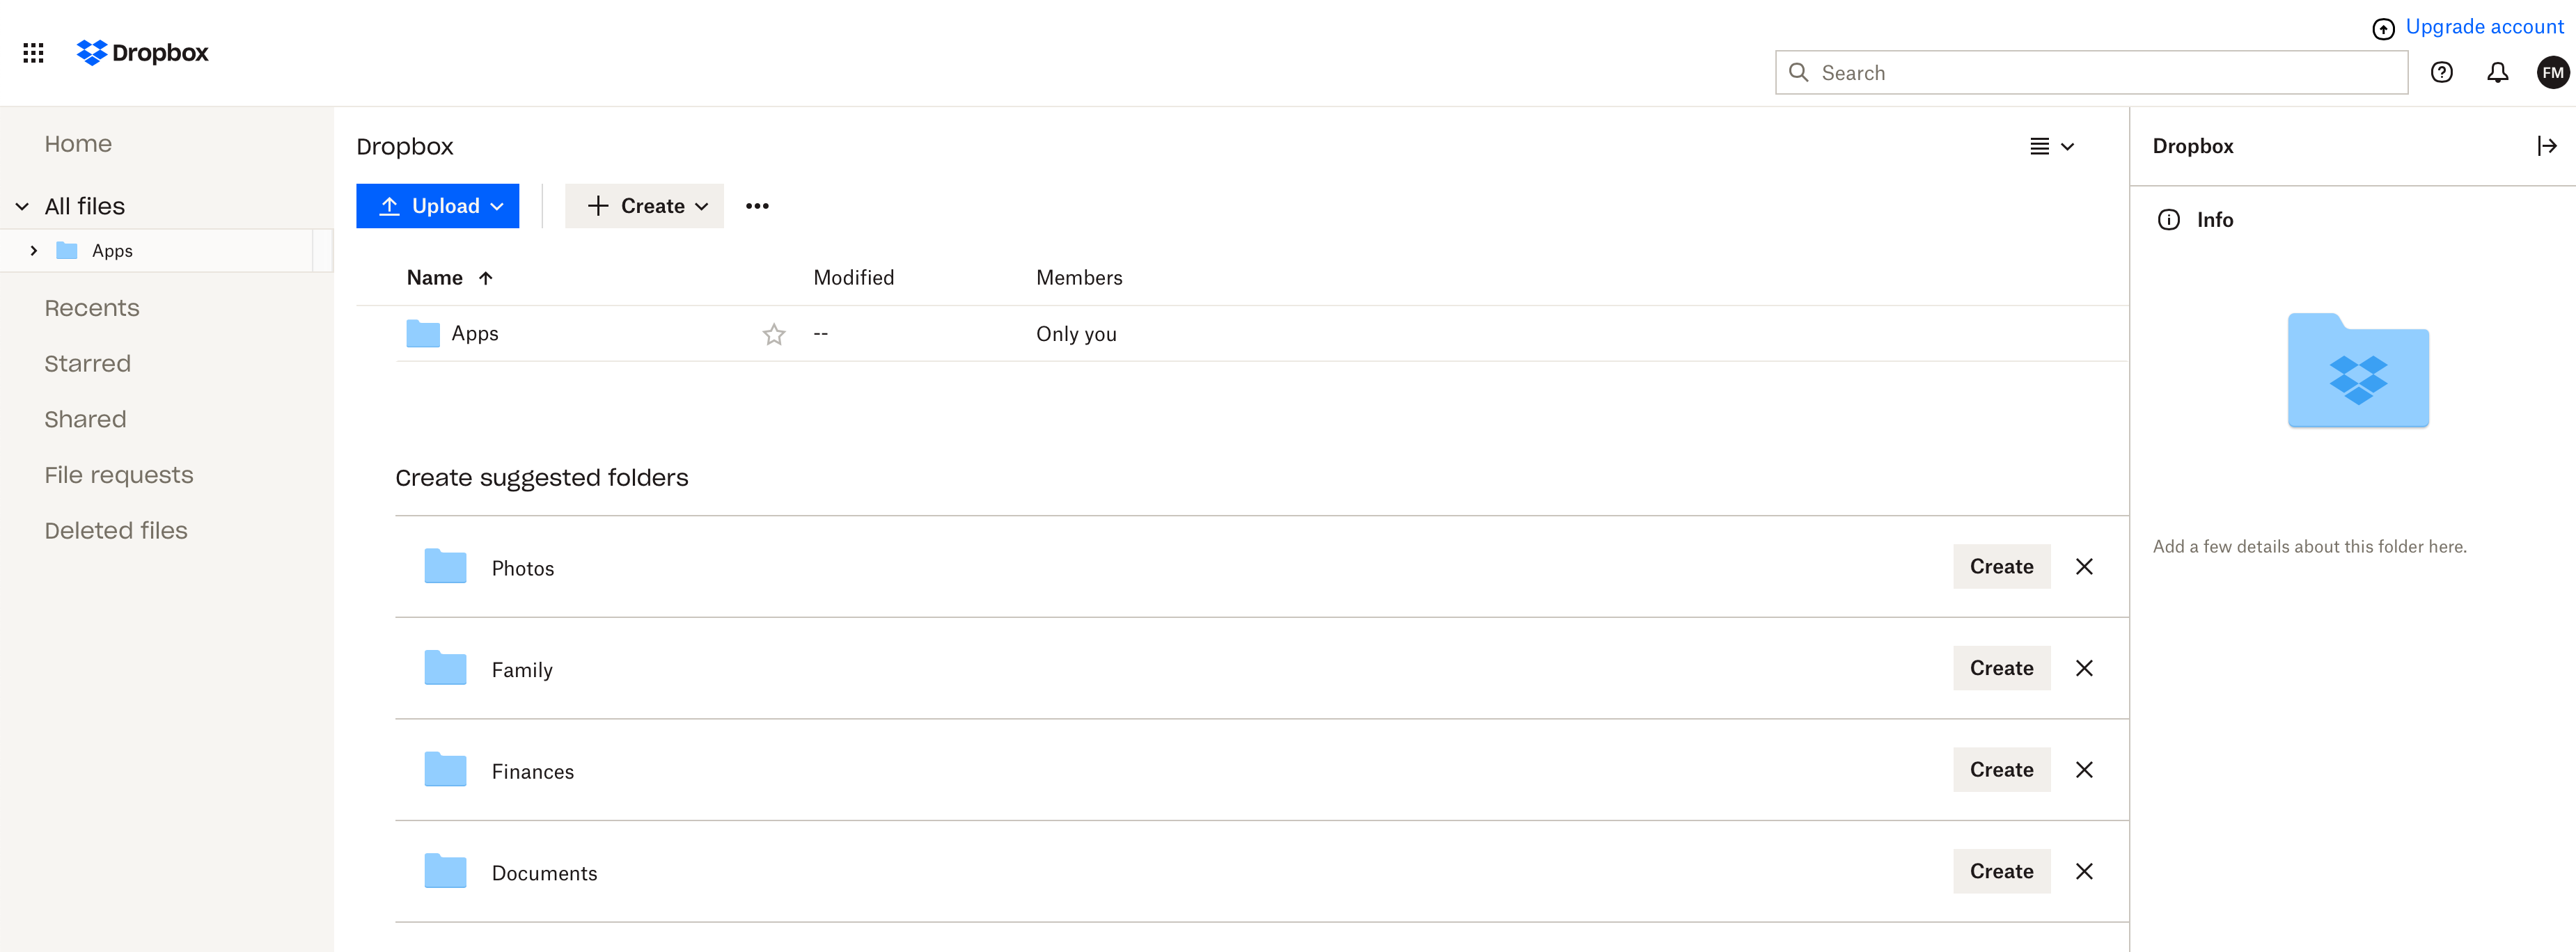 Upgrade account
Dropbox
Search
FM
Home
All files
Apps
Recents
Starred
Shared
File requests
Deleted files
Dropbox
Upload
Create
Name Modified Members
Apps -- Only you
Create suggested folders
Photos Create
Family Create
Finances Create
Documents Create
Dropbox
Info
Add a few details about this folder here.